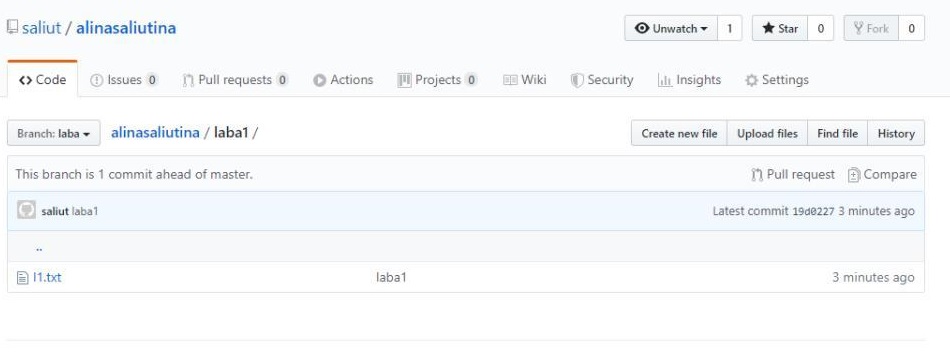 saliut / alinasaliutina
Unwatch 1 Star 0 Fork 0
Code Issues 0 Pull requests 0 Actions Projects 0 Wiki Security Insights Settings
Branch: laba alinasaliutina / laba1 / Create new file Upload files Find file History
This branch is 1 commit ahead of master. Pull request Compare
saliut laba1 Latest commit 19d0227 3 minutes ago
..
l1.txt laba1 3 minutes ago